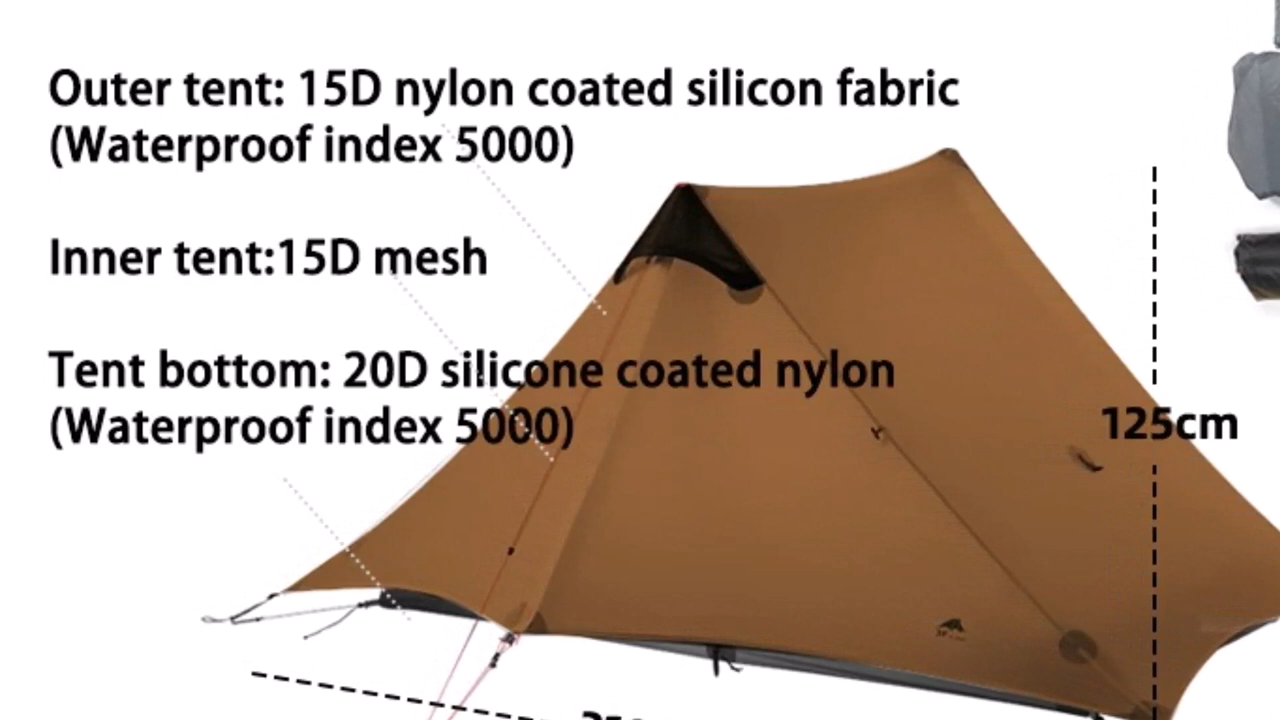 Outer tent: 15D nylon coated silicon fabric
(Waterproof index 5000)
Inner tent:15D mesh
Tent bottom: 20D silicone coated nylon
(Waterproof index 5000)
125cm